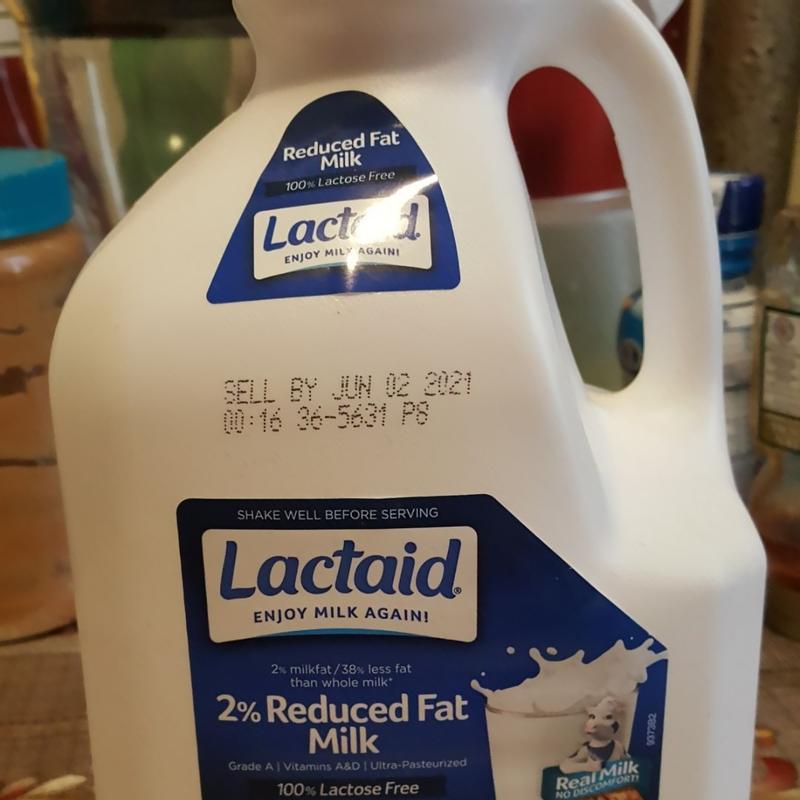 Reduced Fat
Milk
100% Lactose Free
Lactaid
ENJOY MILK AGAIN!
SELL BY JUN 02 2021
00:16 36-5631 P8
SHAKE WELL BEFORE SERVING
Lactaid®
ENJOY MILK AGAIN!
2% milkfat/38% less fat
than whole milk*
2% Reduced Fat
Milk
Grade A | Vitamins A&D | Ultra-Pasteurized
100% Lactose Free
Real Milk
NO DISCOMFORT!
9373B2